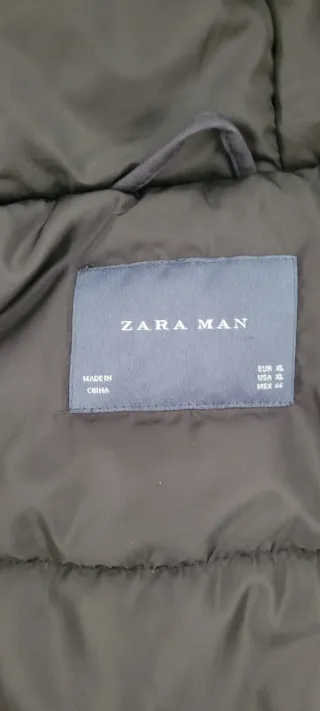 ZARA MAN
MADE IN
CHINA
EUR XL
USA XL
MEX 44